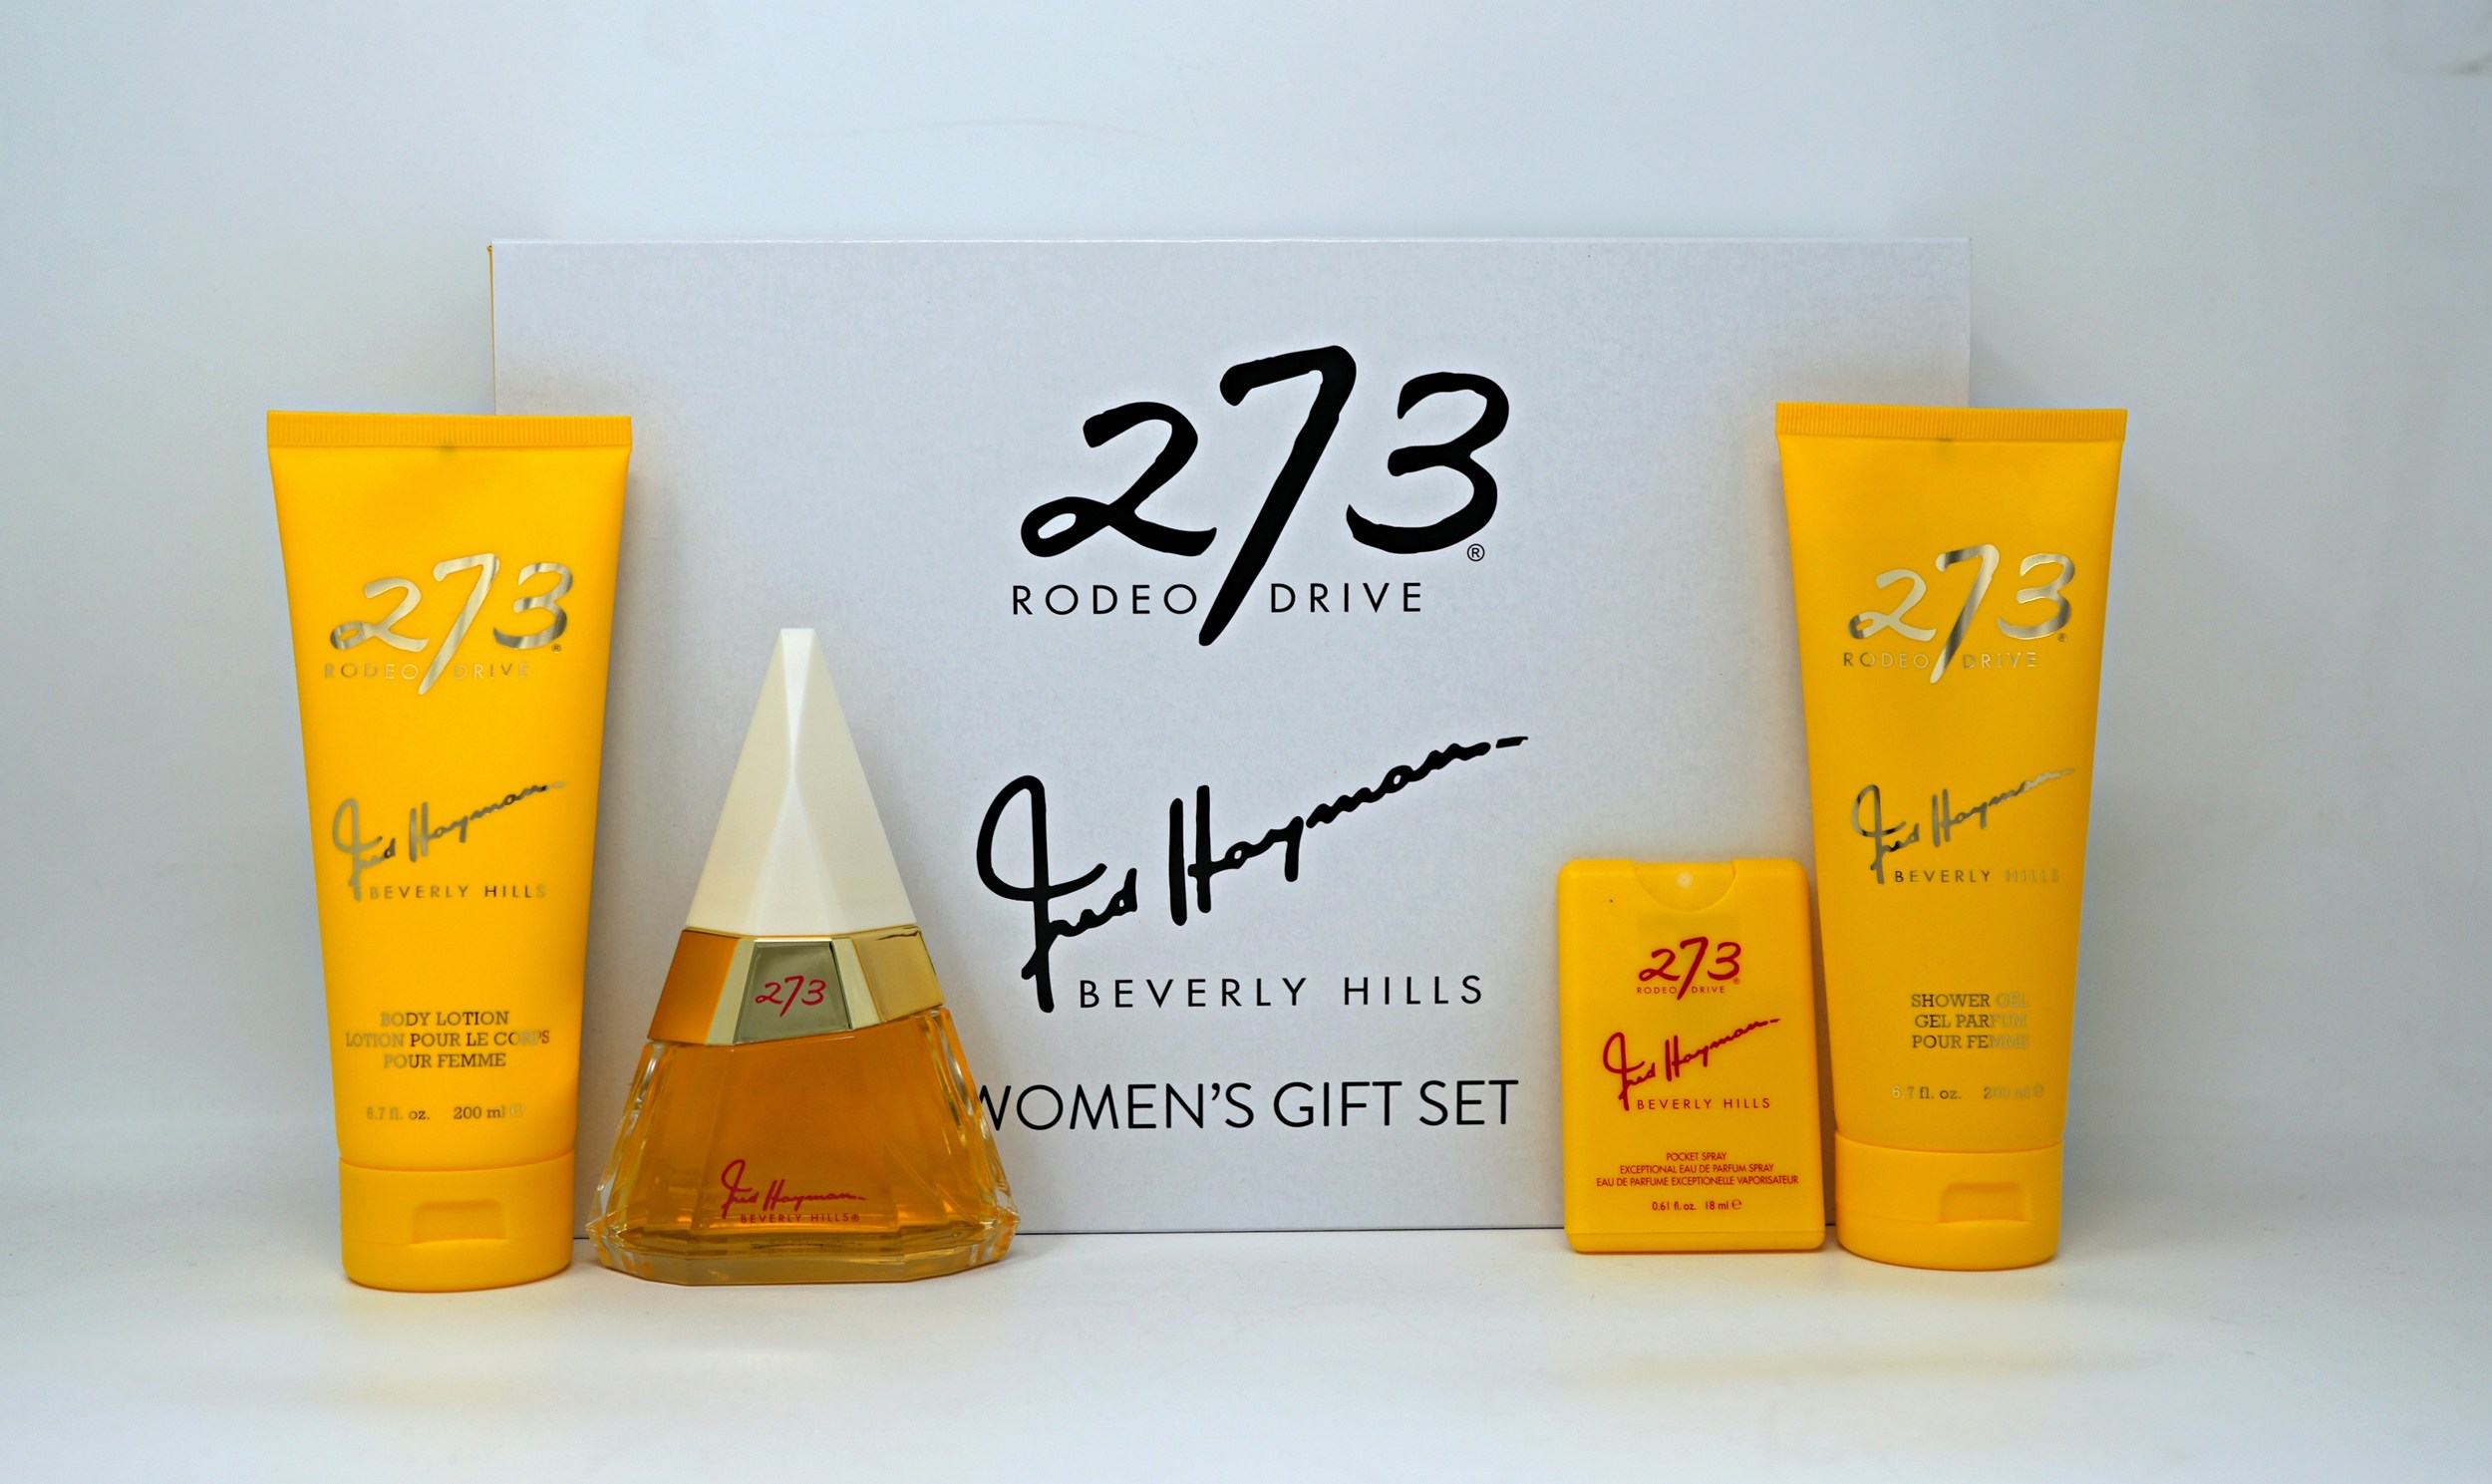 273®
RODEO DRIVE
Fred Hayman
BEVERLY HILLS
WOMEN'S GIFT SET
273®
RODEO DRIVE
Fred Hayman
BEVERLY HILLS
BODY LOTION
LOTION POUR LE CORPS
POUR FEMME
6.7 fl. oz. 200 ml ℮
273
Fred Hayman
BEVERLY HILLS®
273®
RODEO DRIVE
Fred Hayman
BEVERLY HILLS
POCKET SPRAY
EXCEPTIONAL EAU DE PARFUM SPRAY
EAU DE PARFUME EXCEPTIONELLE VAPORISATEUR
0.61 fl. oz. 18 ml ℮
273®
RODEO DRIVE
Fred Hayman
BEVERLY HILLS
SHOWER GEL
GEL PARFUM
POUR FEMME
6.7 fl. oz. 200 ml ℮